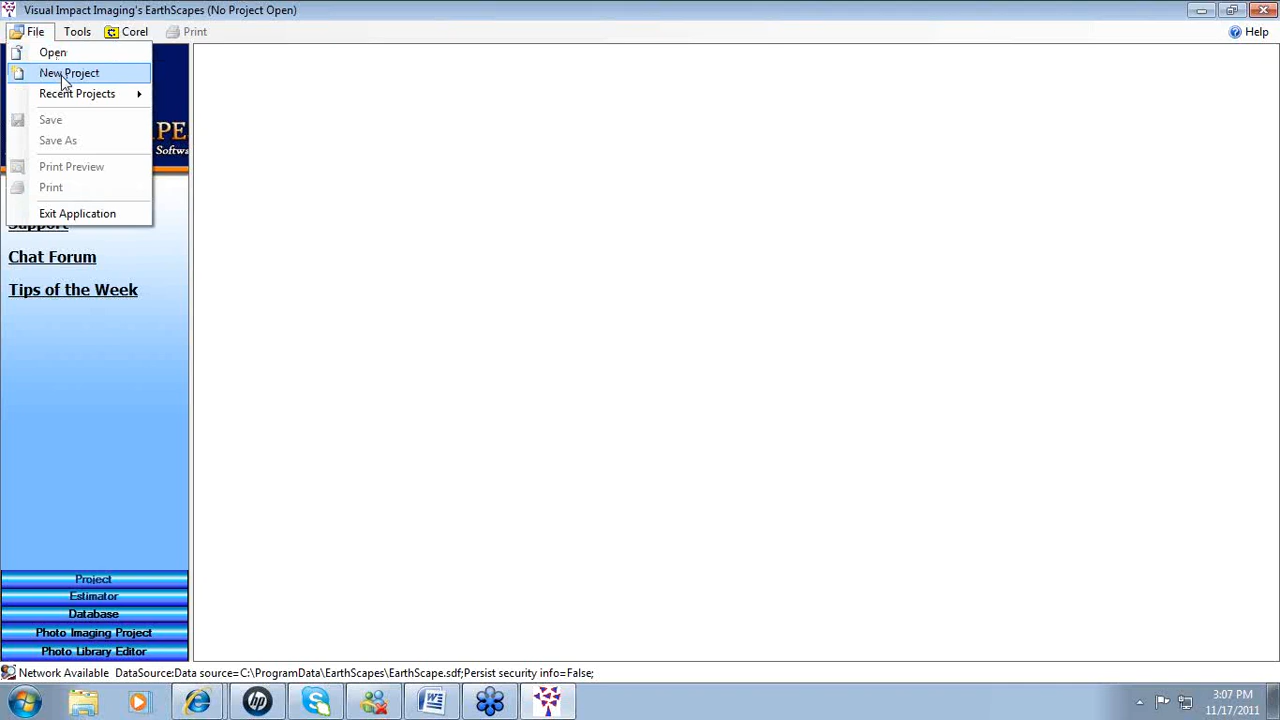 Visual Impact Imaging's EarthScapes (No Project Open)
File Tools Corel Print Help
Open
New Project
Recent Projects
Save
Save As
Print Preview
Print
Exit Application
Support
Chat Forum
Tips of the Week
Project
Estimator
Database
Photo Imaging Project
Photo Library Editor
Network Available DataSource:Data source=C:\ProgramData\EarthScapes\EarthScape.sdf;Persist security info=False;
3:07 PM
11/17/2011